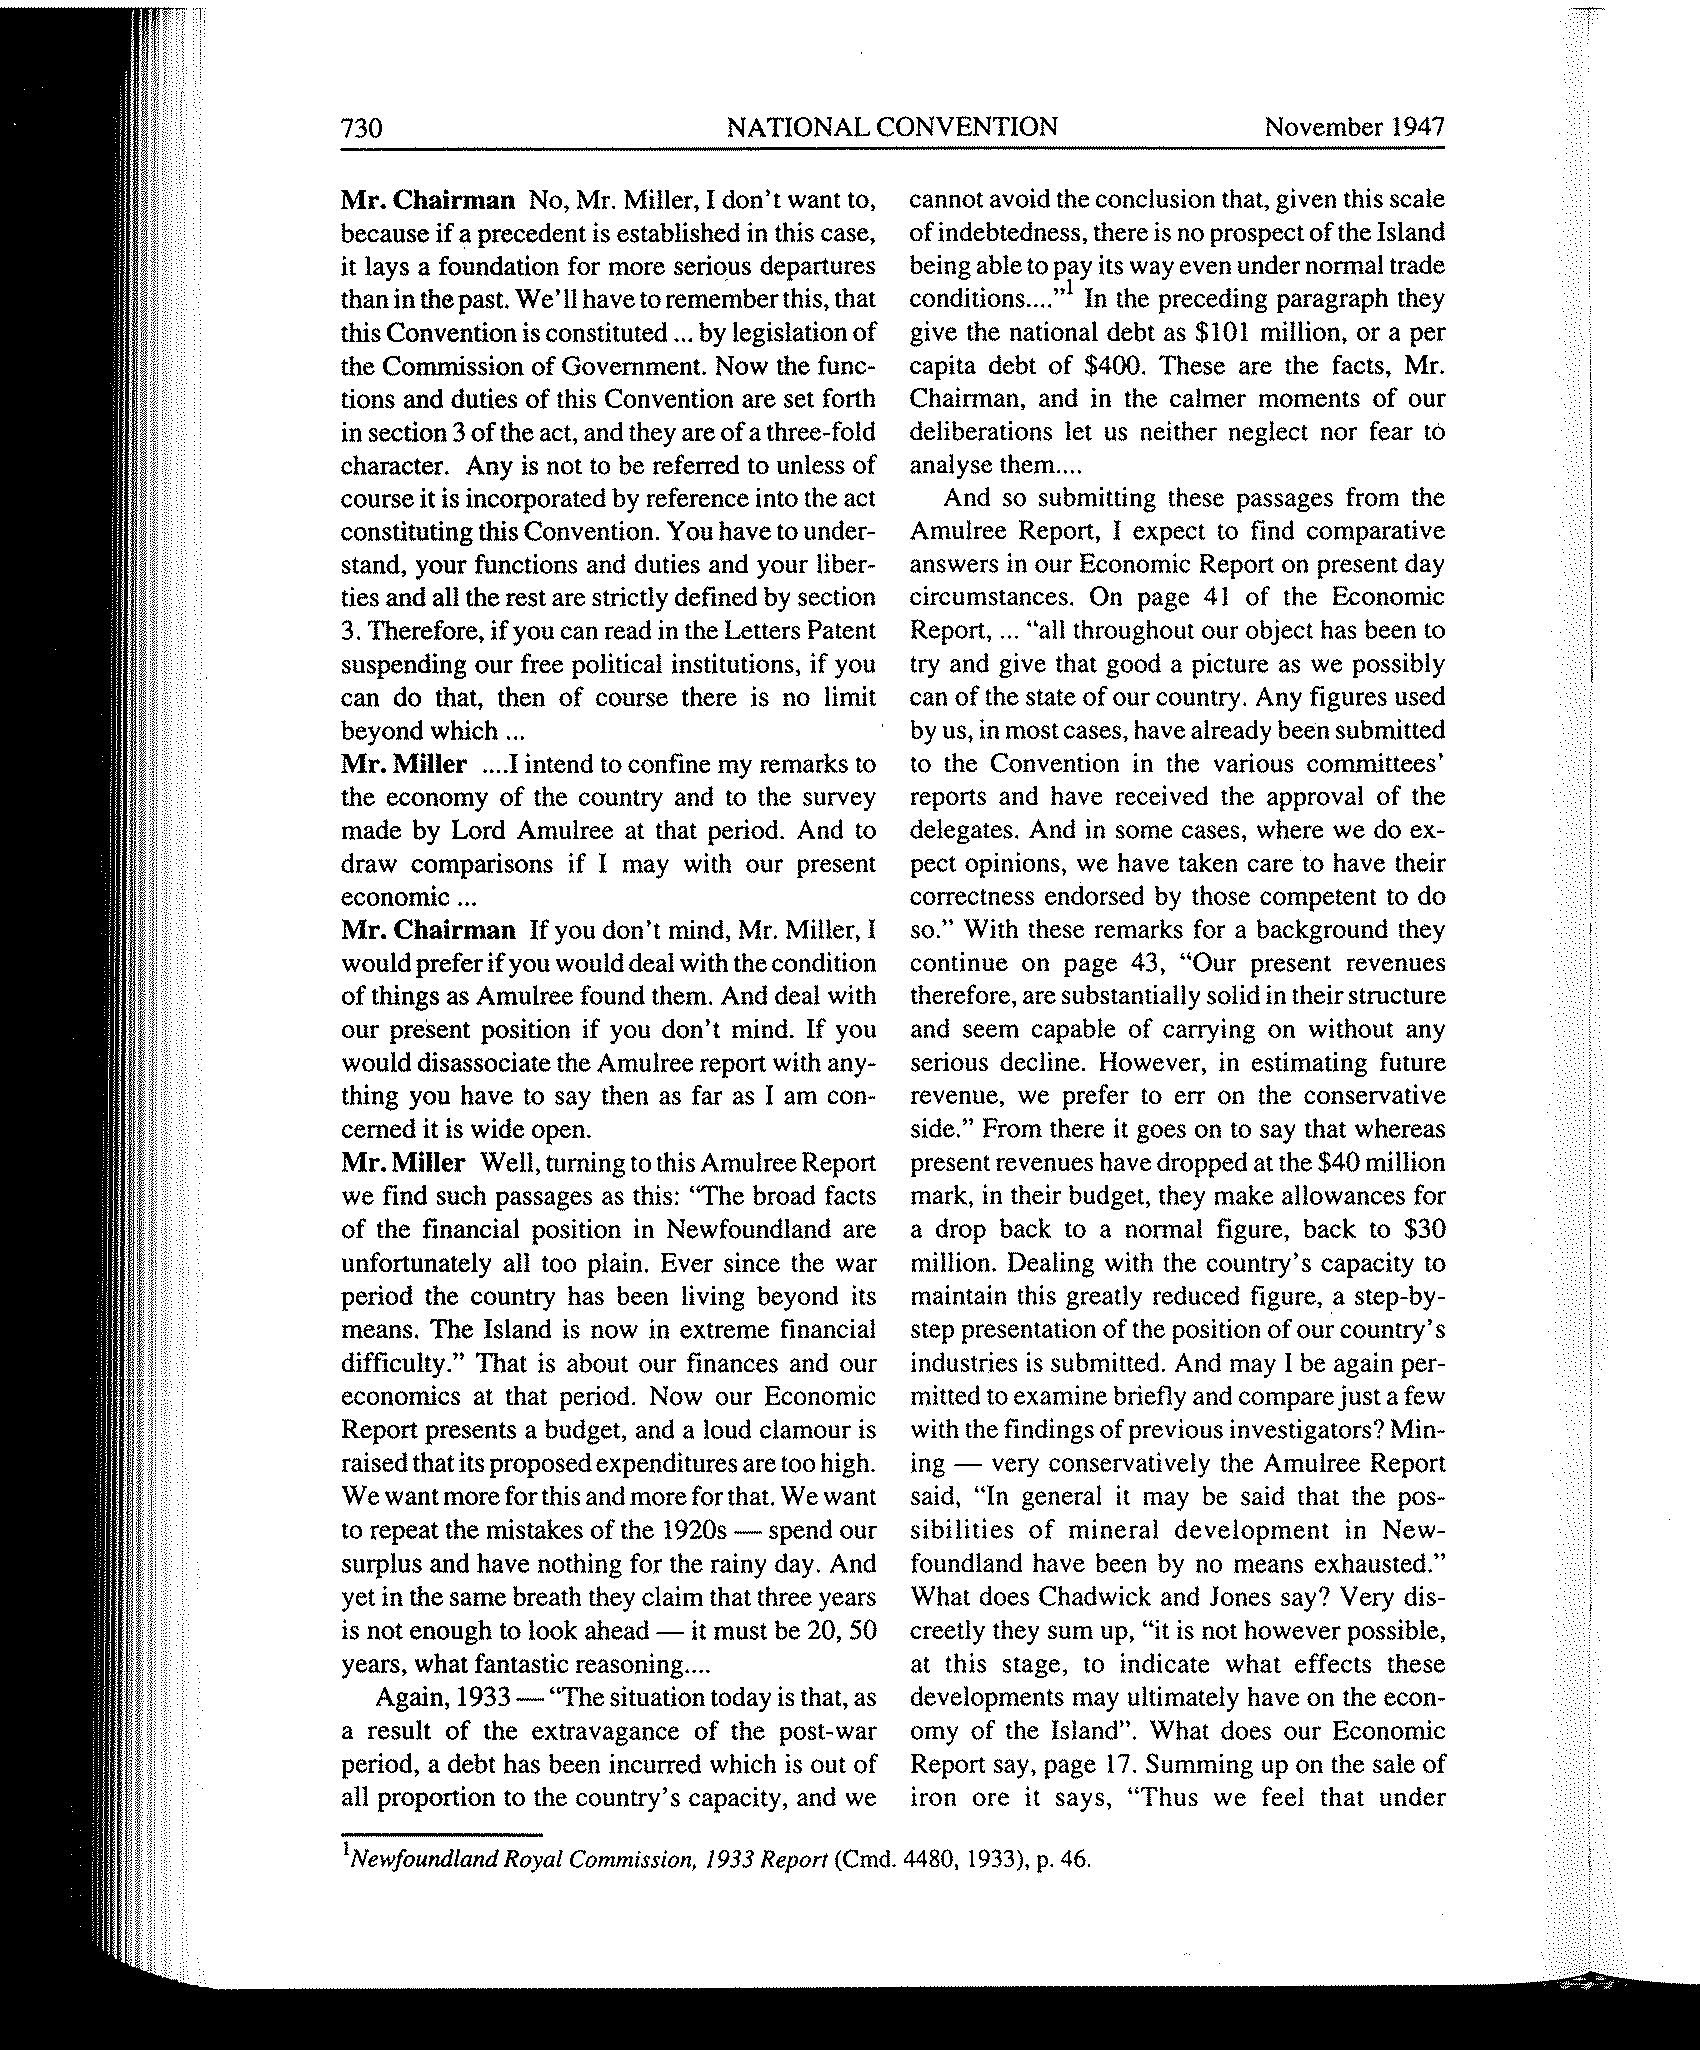 730 NATIONAL CONVENTION November 1947
Mr. Chairman No, Mr. Miller, I don't want to,
because if a precedent is established in this case,
it lays a foundation for more serious departures
than in the past. We'll have to remember this, that
this Convention is constituted ... by legislation of
the Commission of Government. Now the func-
tions and duties of this Convention are set forth
in section 3 of the act, and they are of a three-fold
character. Any is not to be referred to unless of
course it is incorporated by reference into the act
constituting this Convention. You have to under-
stand, your functions and duties and your liber-
ties and all the rest are strictly defined by section
3. Therefore, if you can read in the Letters Patent
suspending our free political institutions, if you
can do that, then of course there is no limit
beyond which ...
Mr. Miller ....I intend to confine my remarks to
the economy of the country and to the survey
made by Lord Amulree at that period. And to
draw comparisons if I may with our present
economic ...
Mr. Chairman If you don't mind, Mr. Miller, I
would prefer if you would deal with the condition
of things as Amulree found them. And deal with
our present position if you don't mind. If you
would disassociate the Amulree report with any-
thing you have to say then as far as I am con-
cerned it is wide open.
Mr. Miller Well, turning to this Amulree Report
we find such passages as this: "The broad facts
of the financial position in Newfoundland are
unfortunately all too plain. Ever since the war
period the country has been living beyond its
means. The Island is now in extreme financial
difficulty." That is about our finances and our
economics at that period. Now our Economic
Report presents a budget, and a loud clamour is
raised that its proposed expenditures are too high.
We want more for this and more for that. We want
to repeat the mistakes of the 1920s — spend our
surplus and have nothing for the rainy day. And
yet in the same breath they claim that three years
is not enough to look ahead — it must be 20, 50
years, what fantastic reasoning....
Again, 1933 — "The situation today is that, as
a result of the extravagance of the post-war
period, a debt has been incurred which is out of
all proportion to the country's capacity, and we
cannot avoid the conclusion that, given this scale
of indebtedness, there is no prospect of the Island
being able to pay its way even under normal trade
conditions...."1 In the preceding paragraph they
give the national debt as $101 million, or a per
capita debt of $400. These are the facts, Mr.
Chairman, and in the calmer moments of our
deliberations let us neither neglect nor fear to
analyse them....
And so submitting these passages from the
Amulree Report, I expect to find comparative
answers in our Economic Report on present day
circumstances. On page 41 of the Economic
Report, ... "all throughout our object has been to
try and give that good a picture as we possibly
can of the state of our country. Any figures used
by us, in most cases, have already been submitted
to the Convention in the various committees'
reports and have received the approval of the
delegates. And in some cases, where we do ex-
pect opinions, we have taken care to have their
correctness endorsed by those competent to do
so." With these remarks for a background they
continue on page 43, "Our present revenues
therefore, are substantially solid in their structure
and seem capable of carrying on without any
serious decline. However, in estimating future
revenue, we prefer to err on the conservative
side." From there it goes on to say that whereas
present revenues have dropped at the $40 million
mark, in their budget, they make allowances for
a drop back to a normal figure, back to $30
million. Dealing with the country's capacity to
maintain this greatly reduced figure, a step-by-
step presentation of the position of our country's
industries is submitted. And may I be again per-
mitted to examine briefly and compare just a few
with the findings of previous investigators? Min-
ing — very conservatively the Amulree Report
said, "In general it may be said that the pos-
sibilities of mineral development in New-
foundland have been by no means exhausted."
What does Chadwick and Jones say? Very dis-
creetly they sum up, "it is not however possible,
at this stage, to indicate what effects these
developments may ultimately have on the econ-
omy of the Island". What does our Economic
Report say, page 17. Summing up on the sale of
iron ore it says, "Thus we feel that under
1Newfoundland Royal Commission, 1933 Report (Cmd. 4480, 1933), p. 46.